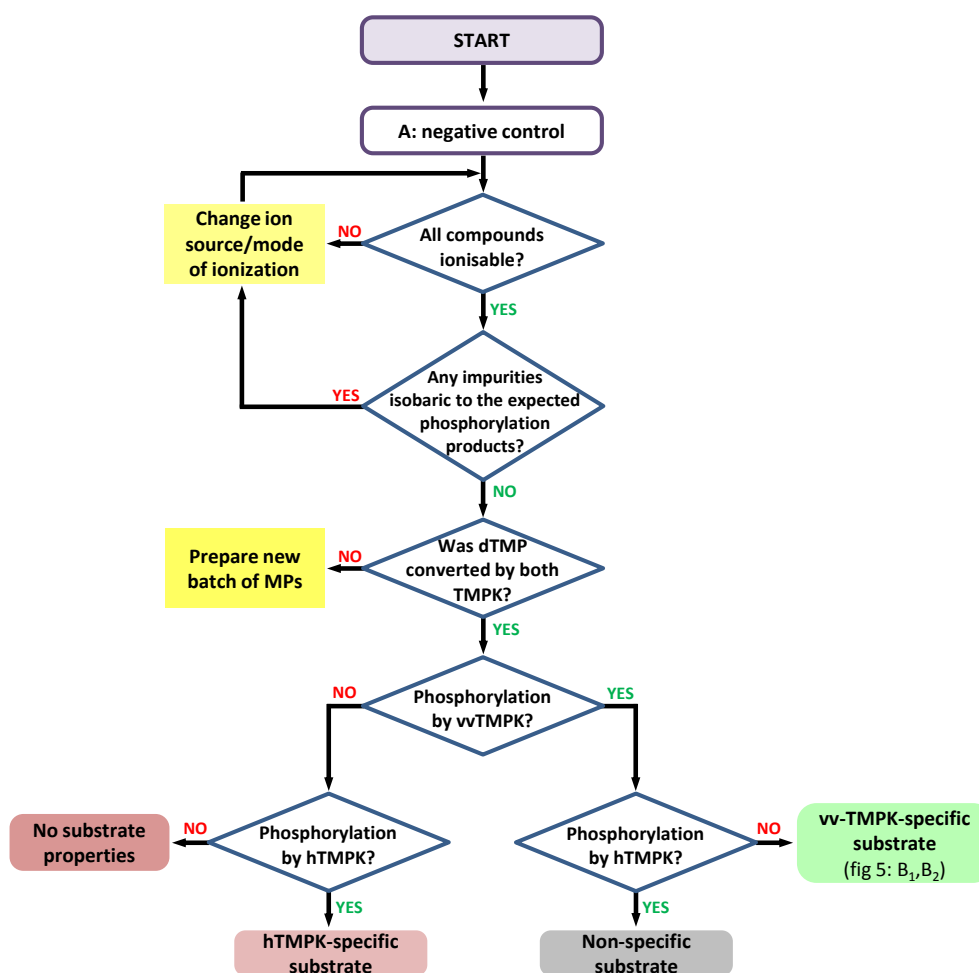 START
A: negative control
Change ion
source/mode
of ionization
NO
All compounds
ionisable?
YES
YES
Any impurities
isobaric to the expected
phosphorylation
products?
NO
Prepare new
batch of MPs
NO
Was dTMP
converted by both
TMPK?
YES
NO
Phosphorylation
by vvTMPK?
YES
No substrate
properties
NO
Phosphorylation
by hTMPK?
Phosphorylation
by hTMPK?
NO
vv-TMPK-specific
substrate
(fig 5: B₁,B₂)
YES
YES
hTMPK-specific
substrate
Non-specific
substrate